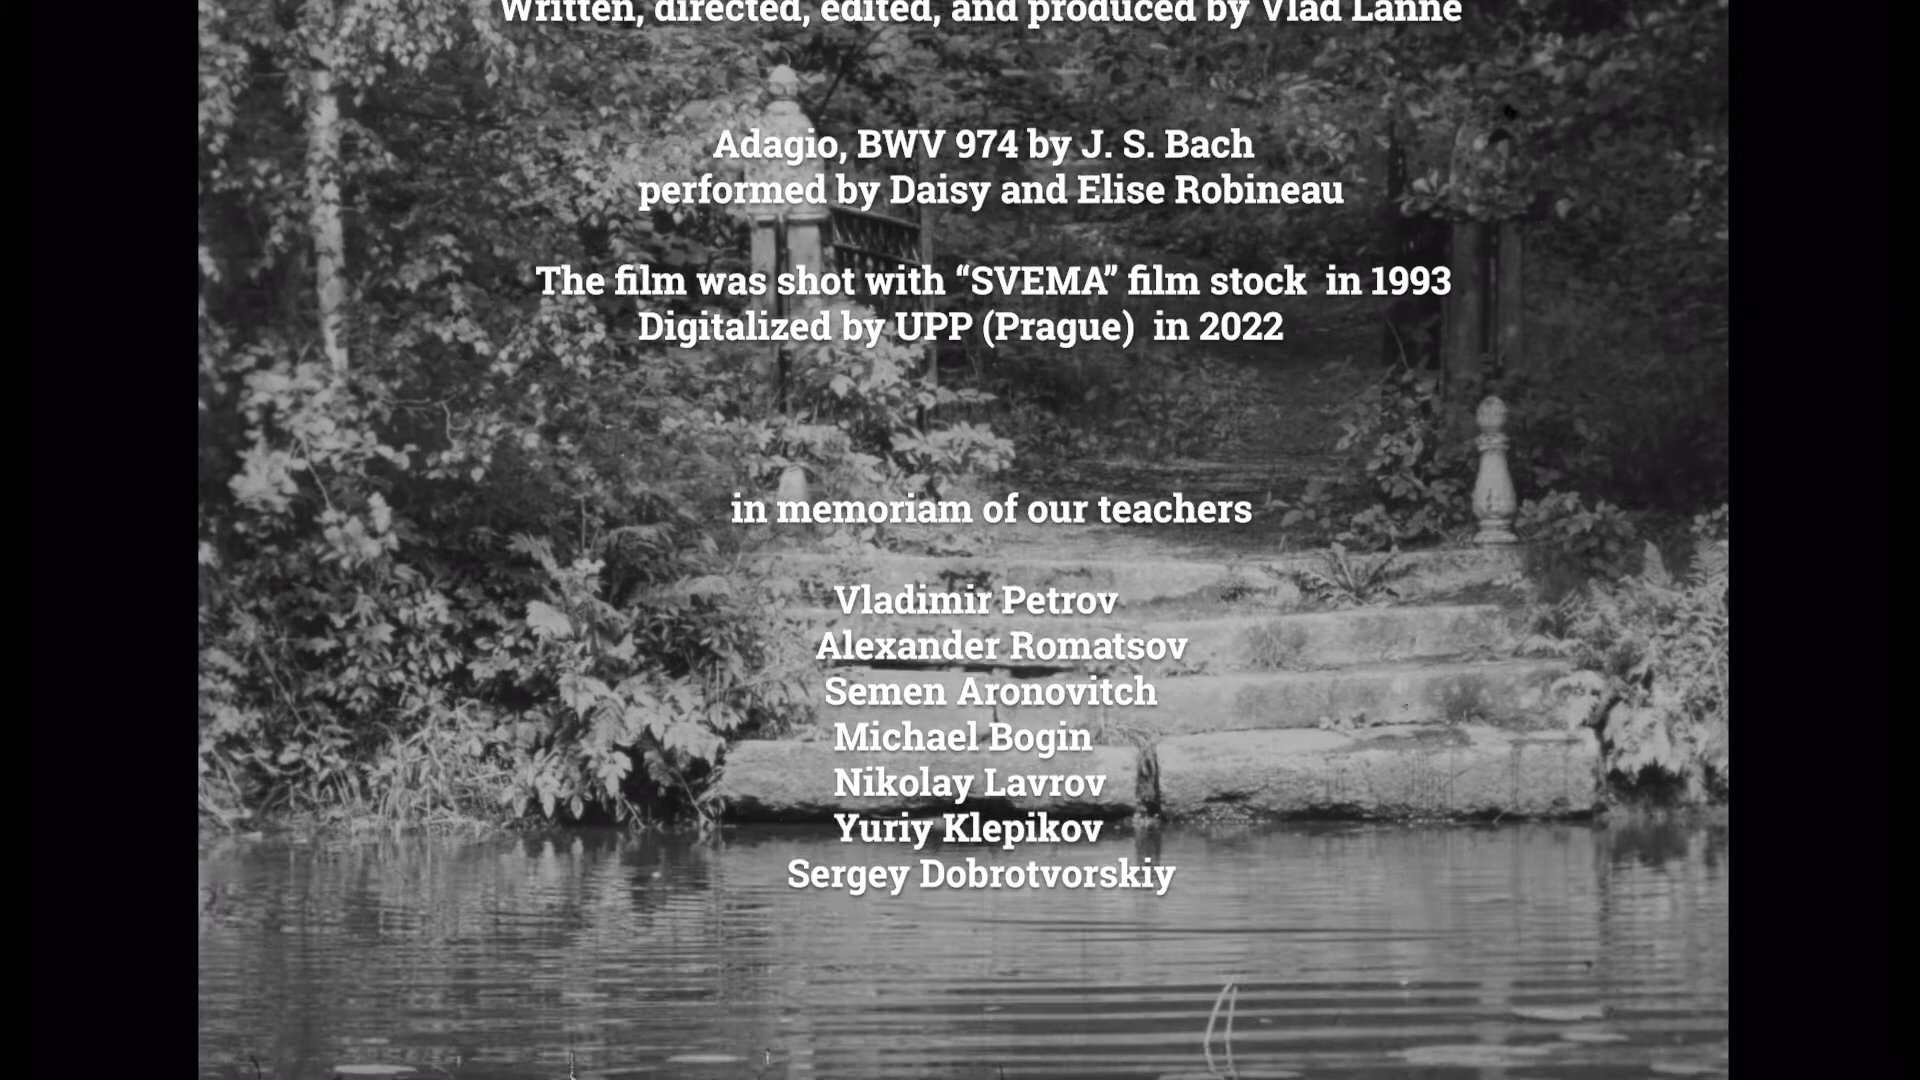 Written, directed, edited, and produced by Vlad Lanne
Adagio, BWV 974 by J. S. Bach
performed by Daisy and Elise Robineau
The film was shot with “SVEMA” film stock in 1993
Digitalized by UPP (Prague) in 2022
in memoriam of our teachers
Vladimir Petrov
Alexander Romatsov
Semen Aronovitch
Michael Bogin
Nikolay Lavrov
Yuriy Klepikov
Sergey Dobrotvorskiy